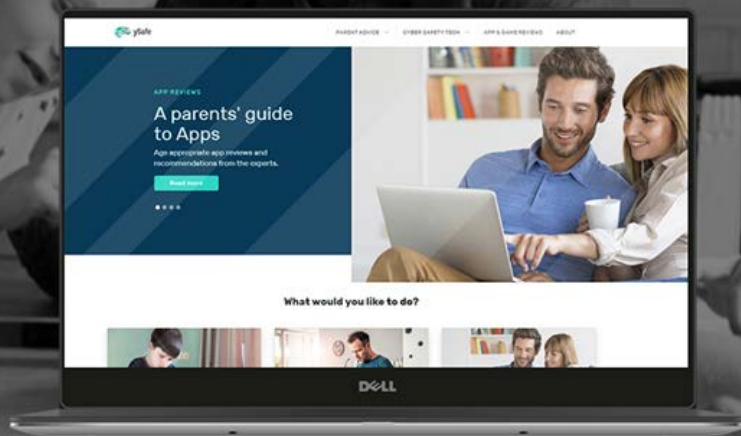 ySafe
PARENT ADVICE
CYBER SAFETY TECH
APP & GAME REVIEWS
ABOUT
APP REVIEWS
A parents' guide
to Apps
Age appropriate app reviews and
recommendations from the experts.
Read more
What would you like to do?
DELL